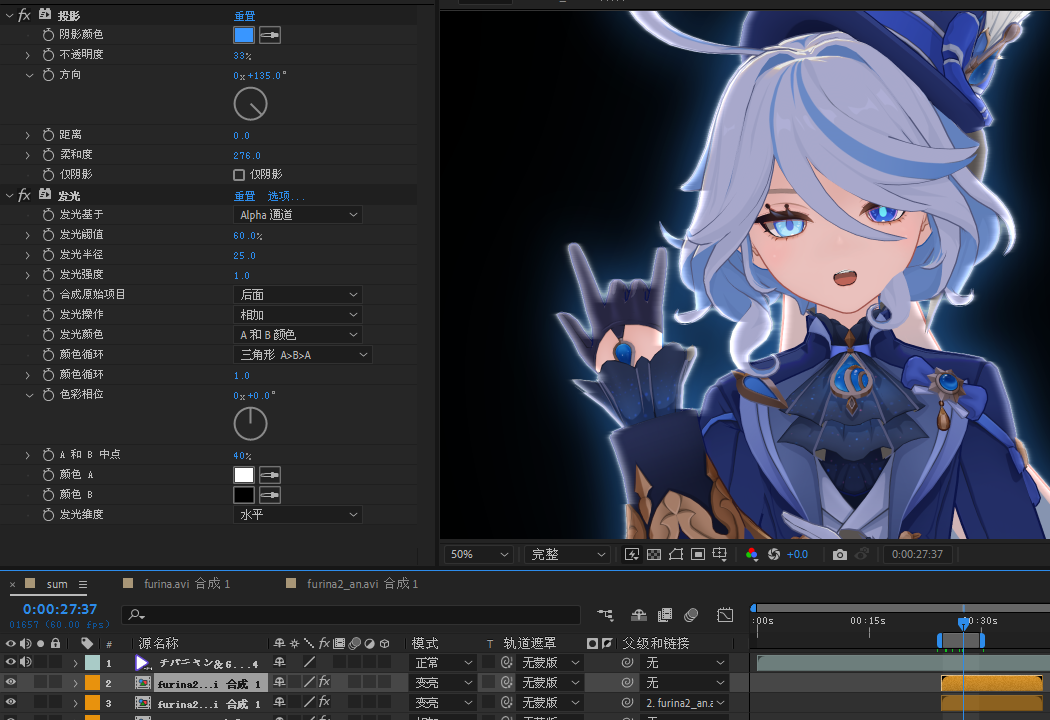 fx 投影 重置
阴影颜色
不透明度 33%
方向 0x+135.0°
距离 0.0
柔和度 276.0
仅阴影 仅阴影
fx 发光 重置 选项...
发光基于 Alpha 通道
发光阈值 60.0%
发光半径 25.0
发光强度 1.0
合成原始项目 后面
发光操作 相加
发光颜色 A 和 B 颜色
颜色循环 三角形 A>B>A
颜色循环 1.0
色彩相位 0x+0.0°
A 和 B 中点 40%
颜色 A
颜色 B
发光维度 水平
50% 完整 +0.0 0:00:27:37
× sum furina.avi 合成 1 furina2_an.avi 合成 1
0:00:27:37
01657 (60.00 fps)
:00s 00:15s 00:30s
# 源名称 fx 模式 T 轨道遮罩 父级和链接
1 チバニャン&6...4 正常 无蒙版 无
2 furina2...i 合成 1 fx 变亮 无蒙版 无
3 furina2...i 合成 1 fx 变亮 无蒙版 2. furina2_an.a